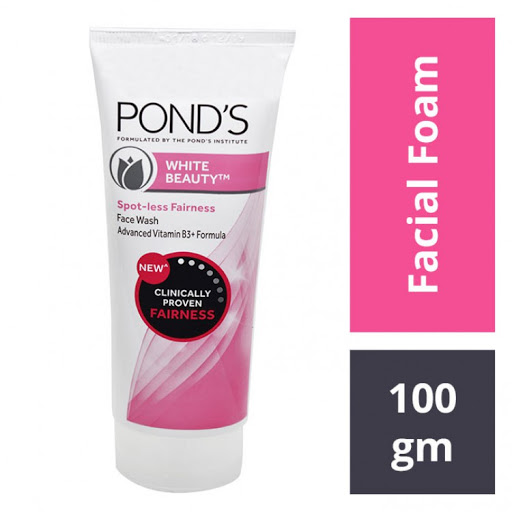 POND'S
FORMULATED BY THE POND'S INSTITUTE
WHITE
BEAUTY™
Spot-less Fairness
Face Wash
Advanced Vitamin B3+ Formula
NEW^
CLINICALLY
PROVEN
FAIRNESS
Facial Foam
100
gm